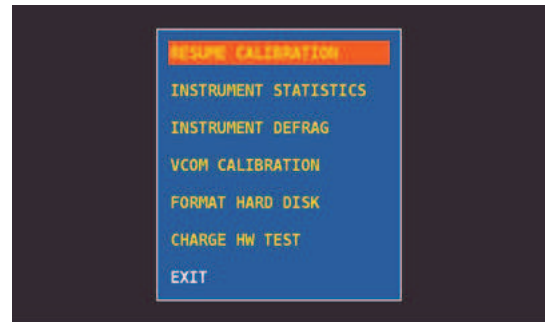 RESUME CALIBRATION
INSTRUMENT STATISTICS
INSTRUMENT DEFRAG
VCOM CALIBRATION
FORMAT HARD DISK
CHARGE HW TEST
EXIT